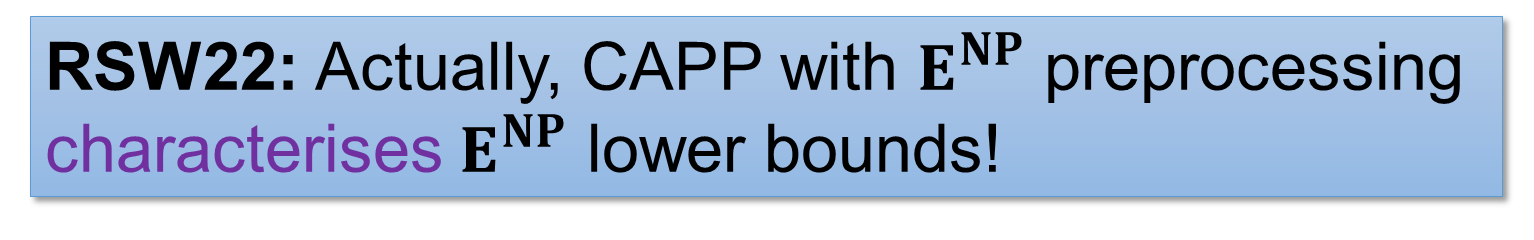 RSW22: Actually, CAPP with E^NP preprocessing
characterises E^NP lower bounds!